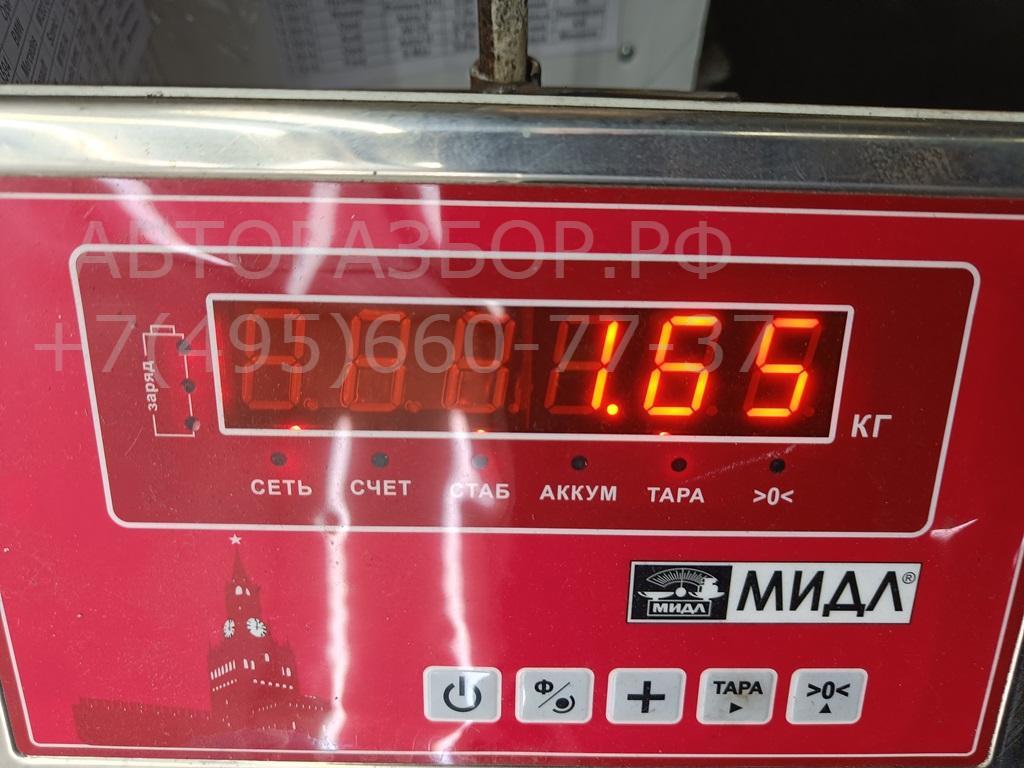 АВТОРАЗБОР.РФ
+7(495)660-77-37
1.65
КГ
заряд
СЕТЬ СЧЕТ СТАБ АККУМ ТАРА >0<
МИДЛ МИДЛ®
Ф ТАРА >0<